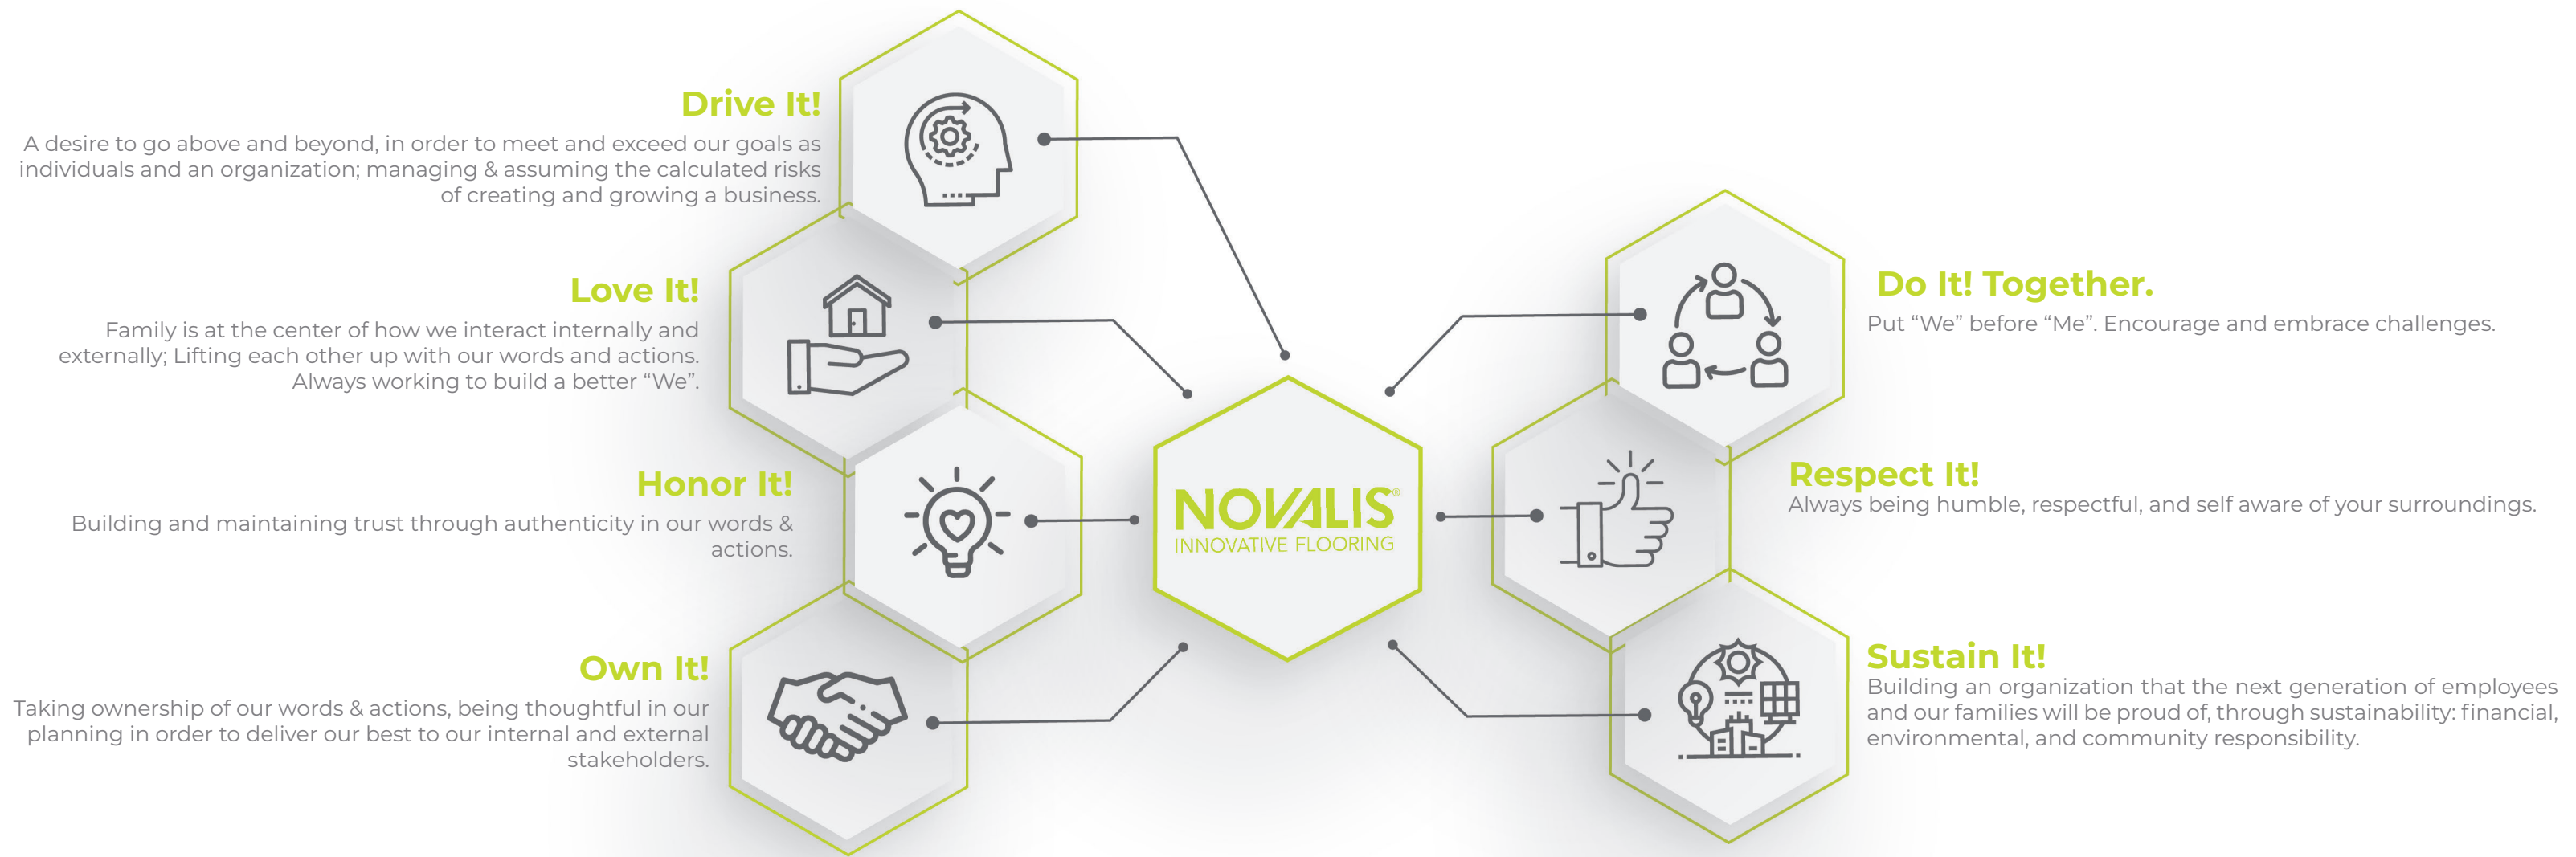 Drive It!
A desire to go above and beyond, in order to meet and exceed our goals as
individuals and an organization; managing & assuming the calculated risks
of creating and growing a business.
Love It!
Family is at the center of how we interact internally and
externally; Lifting each other up with our words and actions.
Always working to build a better “We”.
Honor It!
Building and maintaining trust through authenticity in our words &
actions.
Own It!
Taking ownership of our words & actions, being thoughtful in our
planning in order to deliver our best to our internal and external
stakeholders.
NOVALIS®
INNOVATIVE FLOORING
Do It! Together.
Put “We” before “Me”. Encourage and embrace challenges.
Respect It!
Always being humble, respectful, and self aware of your surroundings.
Sustain It!
Building an organization that the next generation of employees
and our families will be proud of, through sustainability: financial,
environmental, and community responsibility.